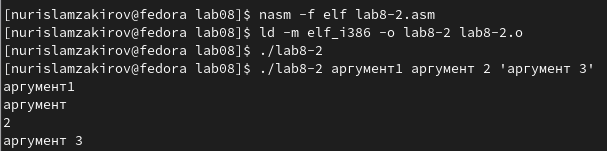 [nurislamzakirov@fedora lab08]$ nasm -f elf lab8-2.asm
[nurislamzakirov@fedora lab08]$ ld -m elf_i386 -o lab8-2 lab8-2.o
[nurislamzakirov@fedora lab08]$ ./lab8-2
[nurislamzakirov@fedora lab08]$ ./lab8-2 аргумент1 аргумент 2 'аргумент 3'
аргумент1
аргумент
2
аргумент 3